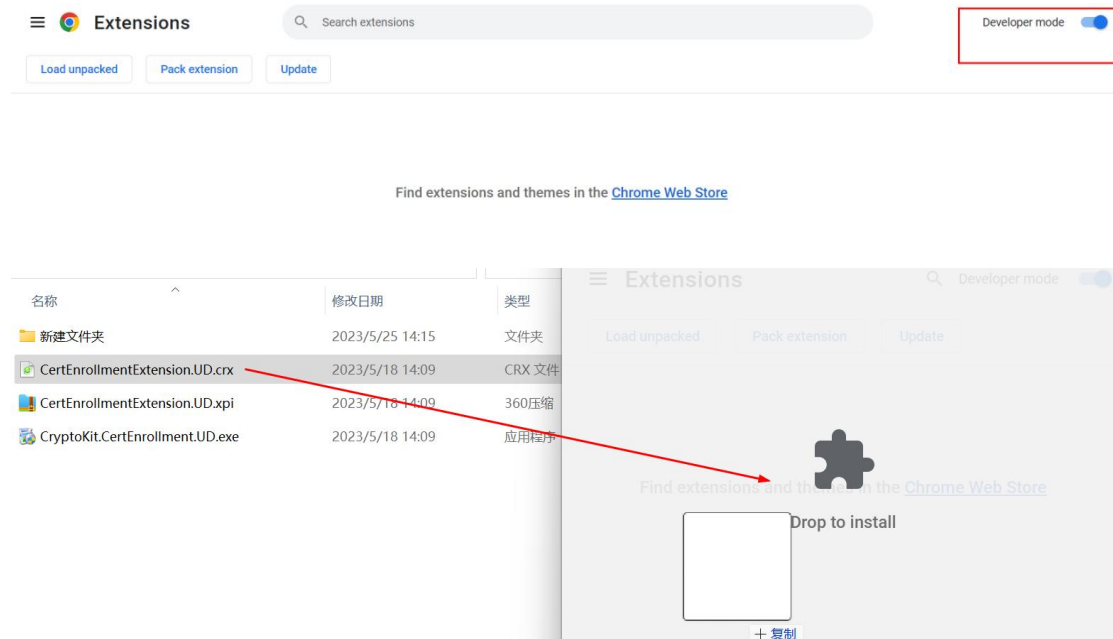 Extensions
Search extensions
Developer mode
Load unpacked
Pack extension
Update
Find extensions and themes in the Chrome Web Store
名称
修改日期
类型
新建文件夹
2023/5/25 14:15
文件夹
CertEnrollmentExtension.UD.crx
2023/5/18 14:09
CRX 文件
CertEnrollmentExtension.UD.xpi
2023/5/18 14:09
360压缩
CryptoKit.CertEnrollment.UD.exe
2023/5/18 14:09
应用程序
Extensions
Developer mode
Load unpacked
Pack extension
Update
Find extensions and themes in the Chrome Web Store
Drop to install
复制